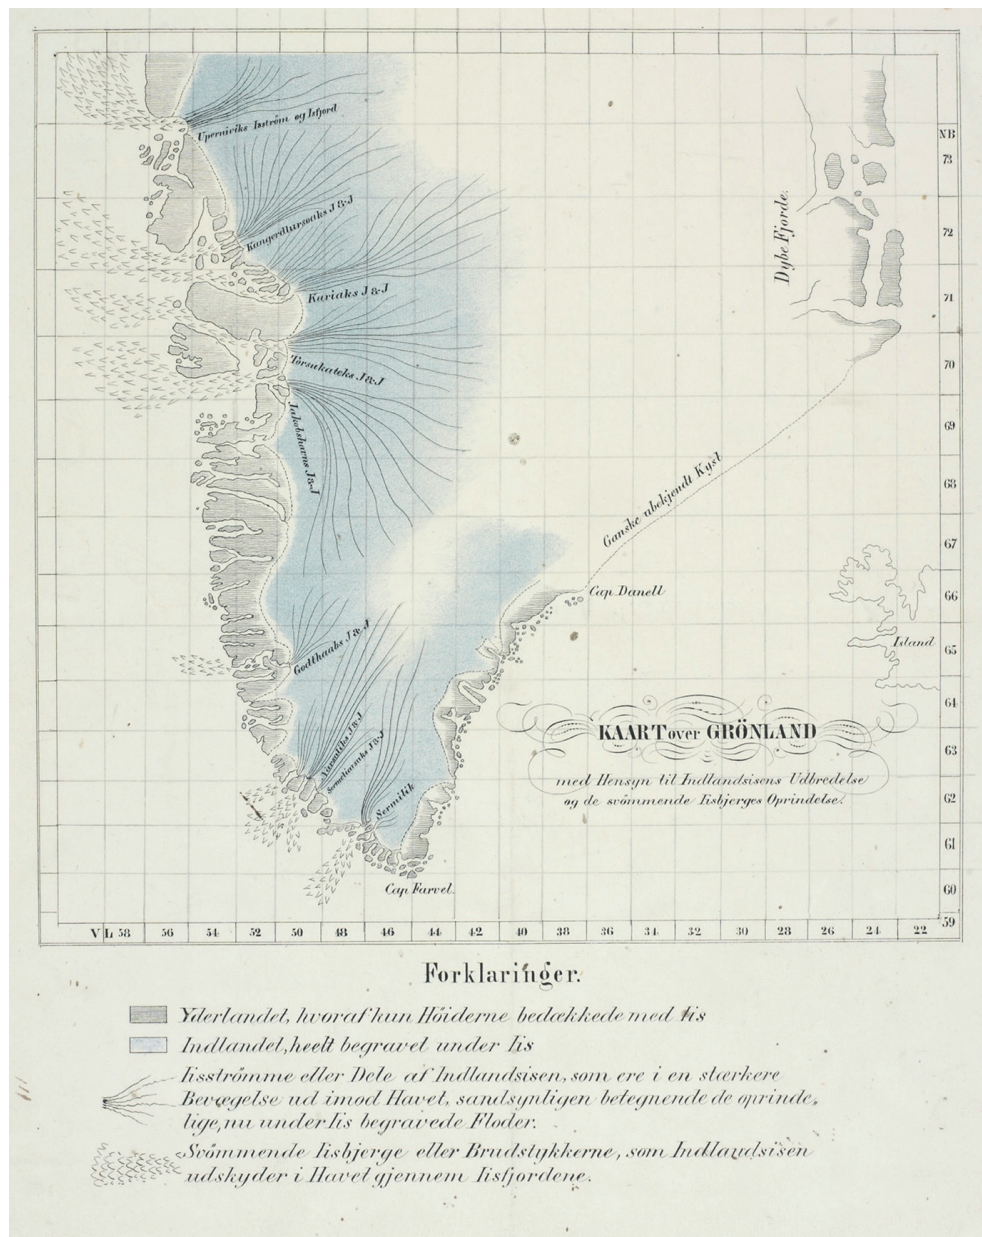 Uperniviks Isström og Isfjord
NB
73
Kangerdlursoaks J & J
72
Dybe Fjorde.
Kariaks J & J
71
Torsukateks J & J
70
Jakobshavns J & J
69
Ganske ubekjendt Kyst
68
67
Cap Danell
66
Godthaabs J & J
Island
65
64
KAART over GRÖNLAND
63
med Hensyn til Indlandsisens Udbredelse
og de svömmende Iisbjerges Oprindelse.
62
Sermilik
61
Cap Farvel.
60
59
V L 58 56 54 52 50 48 46 44 42 40 38 36 34 32 30 28 26 24 22
Forklaringer.
Yderlandet, hvoraf kun Höiderne bedækkede med Iis
Indlandet, heelt begravet under Iis
Iisströmme eller Dele af Indlandsisen, som ere i en stærkere
Bevægelse ud imod Havet, sandsynligen betegnende de oprinde-
lige, nu under Iis begravede Floder.
Svömmende Iisbjerge eller Brudstykkerne, som Indlandsisen
udskyder i Havet gjennem Iisfjordene.